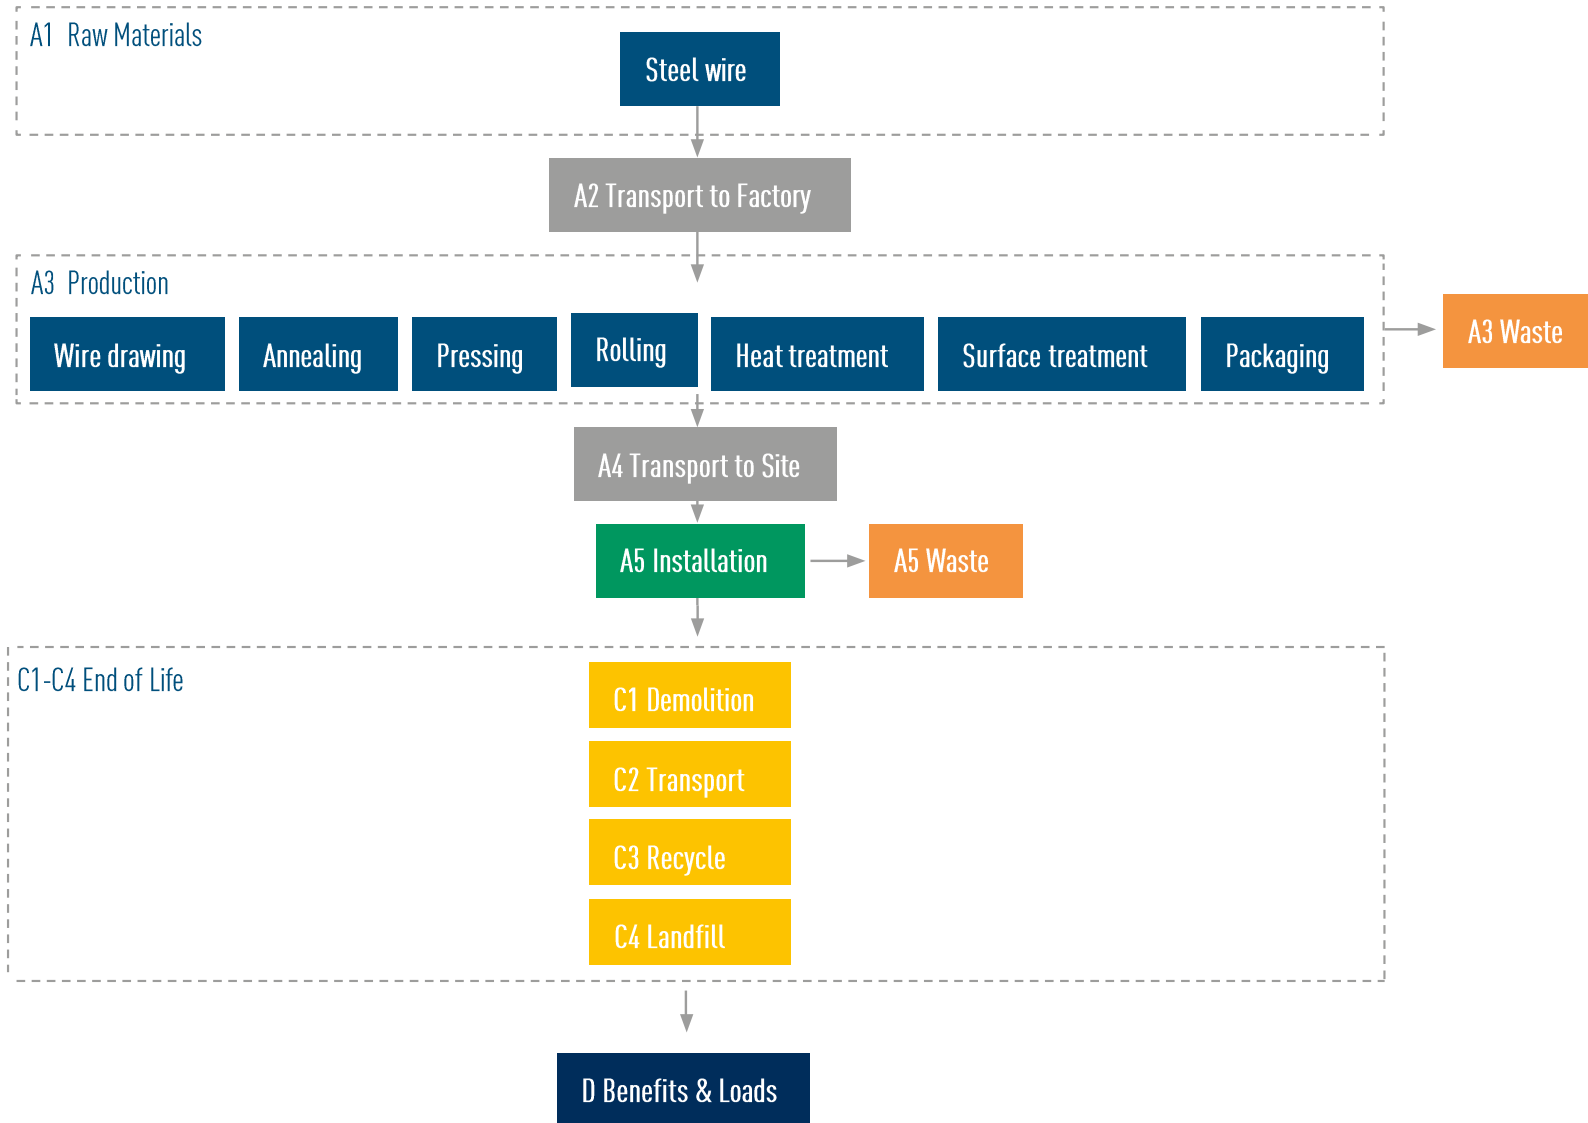 A1 Raw Materials
Steel wire
A2 Transport to Factory
A3 Production
Wire drawing
Annealing
Pressing
Rolling
Heat treatment
Surface treatment
Packaging
A3 Waste
A4 Transport to Site
A5 Installation
A5 Waste
C1-C4 End of Life
C1 Demolition
C2 Transport
C3 Recycle
C4 Landfill
D Benefits & Loads